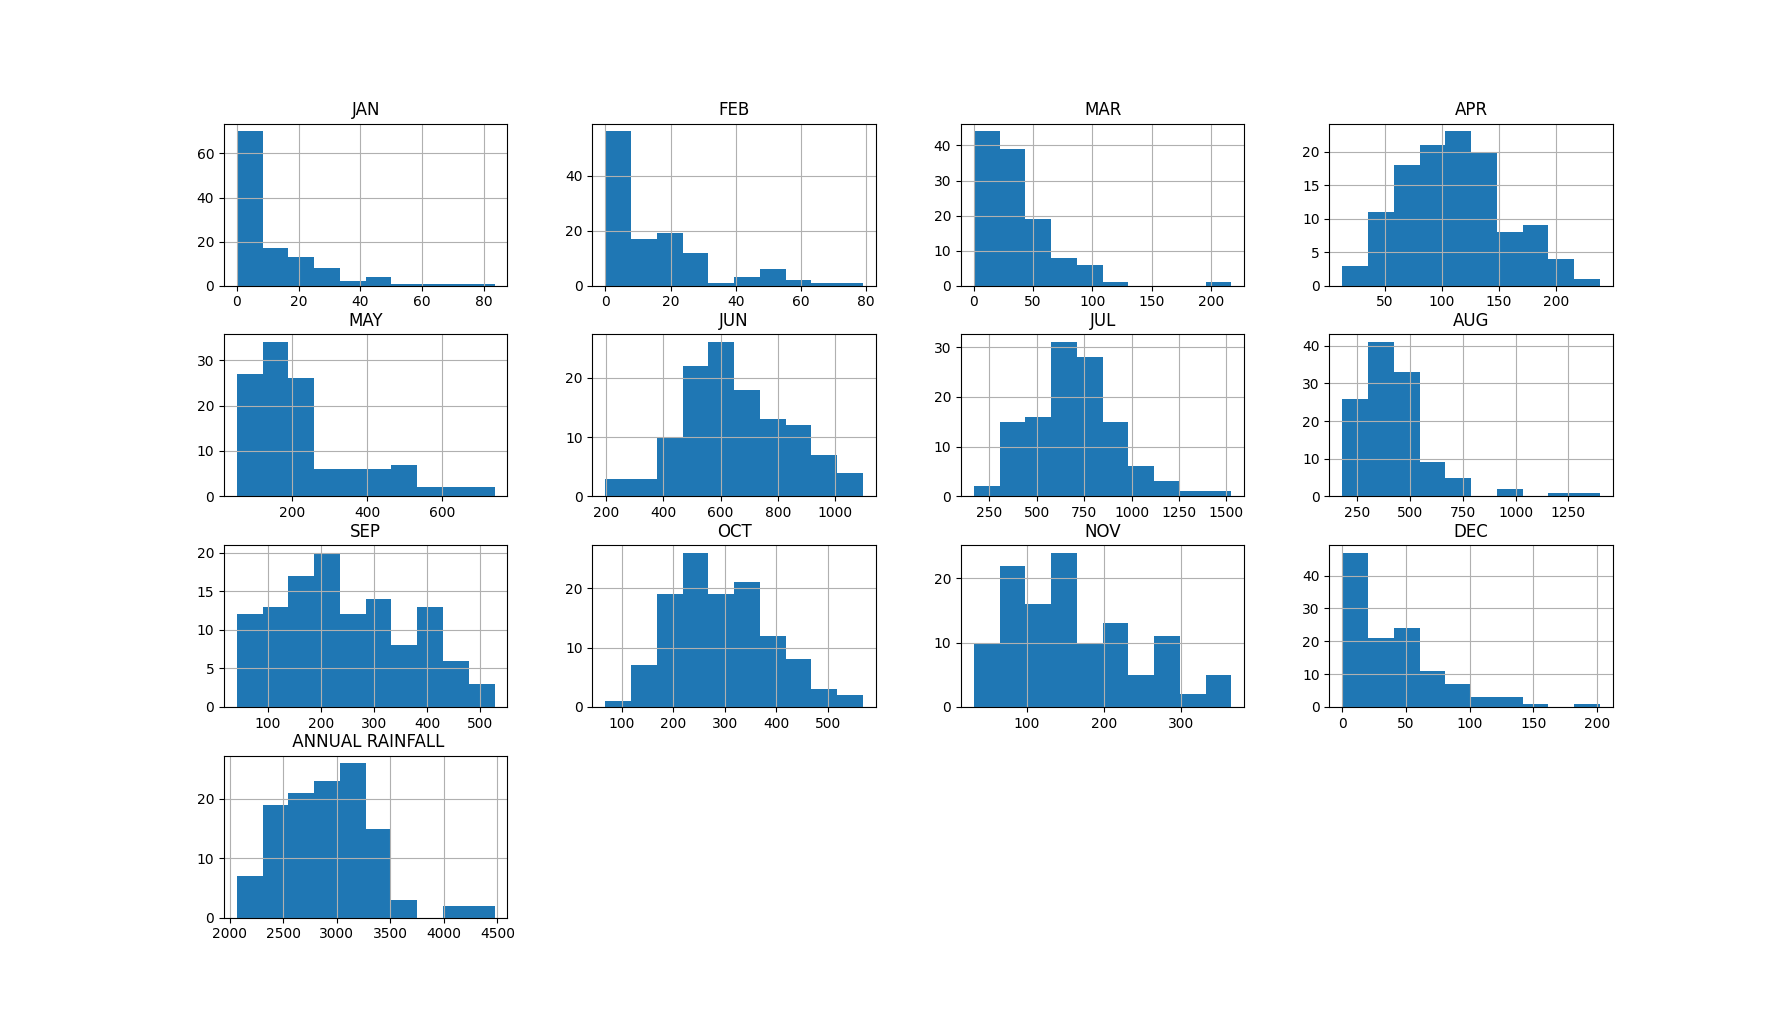 JAN FEB MAR APR
60 40 20 0
0 20 40 60 80
40 20 0
0 20 40 60 80
40 30 20 10 0
0 50 100 150 200
20 15 10 5 0
50 100 150 200
MAY JUN JUL AUG
30 20 10 0
200 400 600
20 10 0
200 400 600 800 1000
30 20 10 0
250 500 750 1000 1250 1500
40 30 20 10 0
250 500 750 1000 1250
SEP OCT NOV DEC
20 15 10 5 0
100 200 300 400 500
20 10 0
100 200 300 400 500
20 10 0
100 200 300
40 30 20 10 0
0 50 100 150 200
ANNUAL RAINFALL
20 10 0
2000 2500 3000 3500 4000 4500